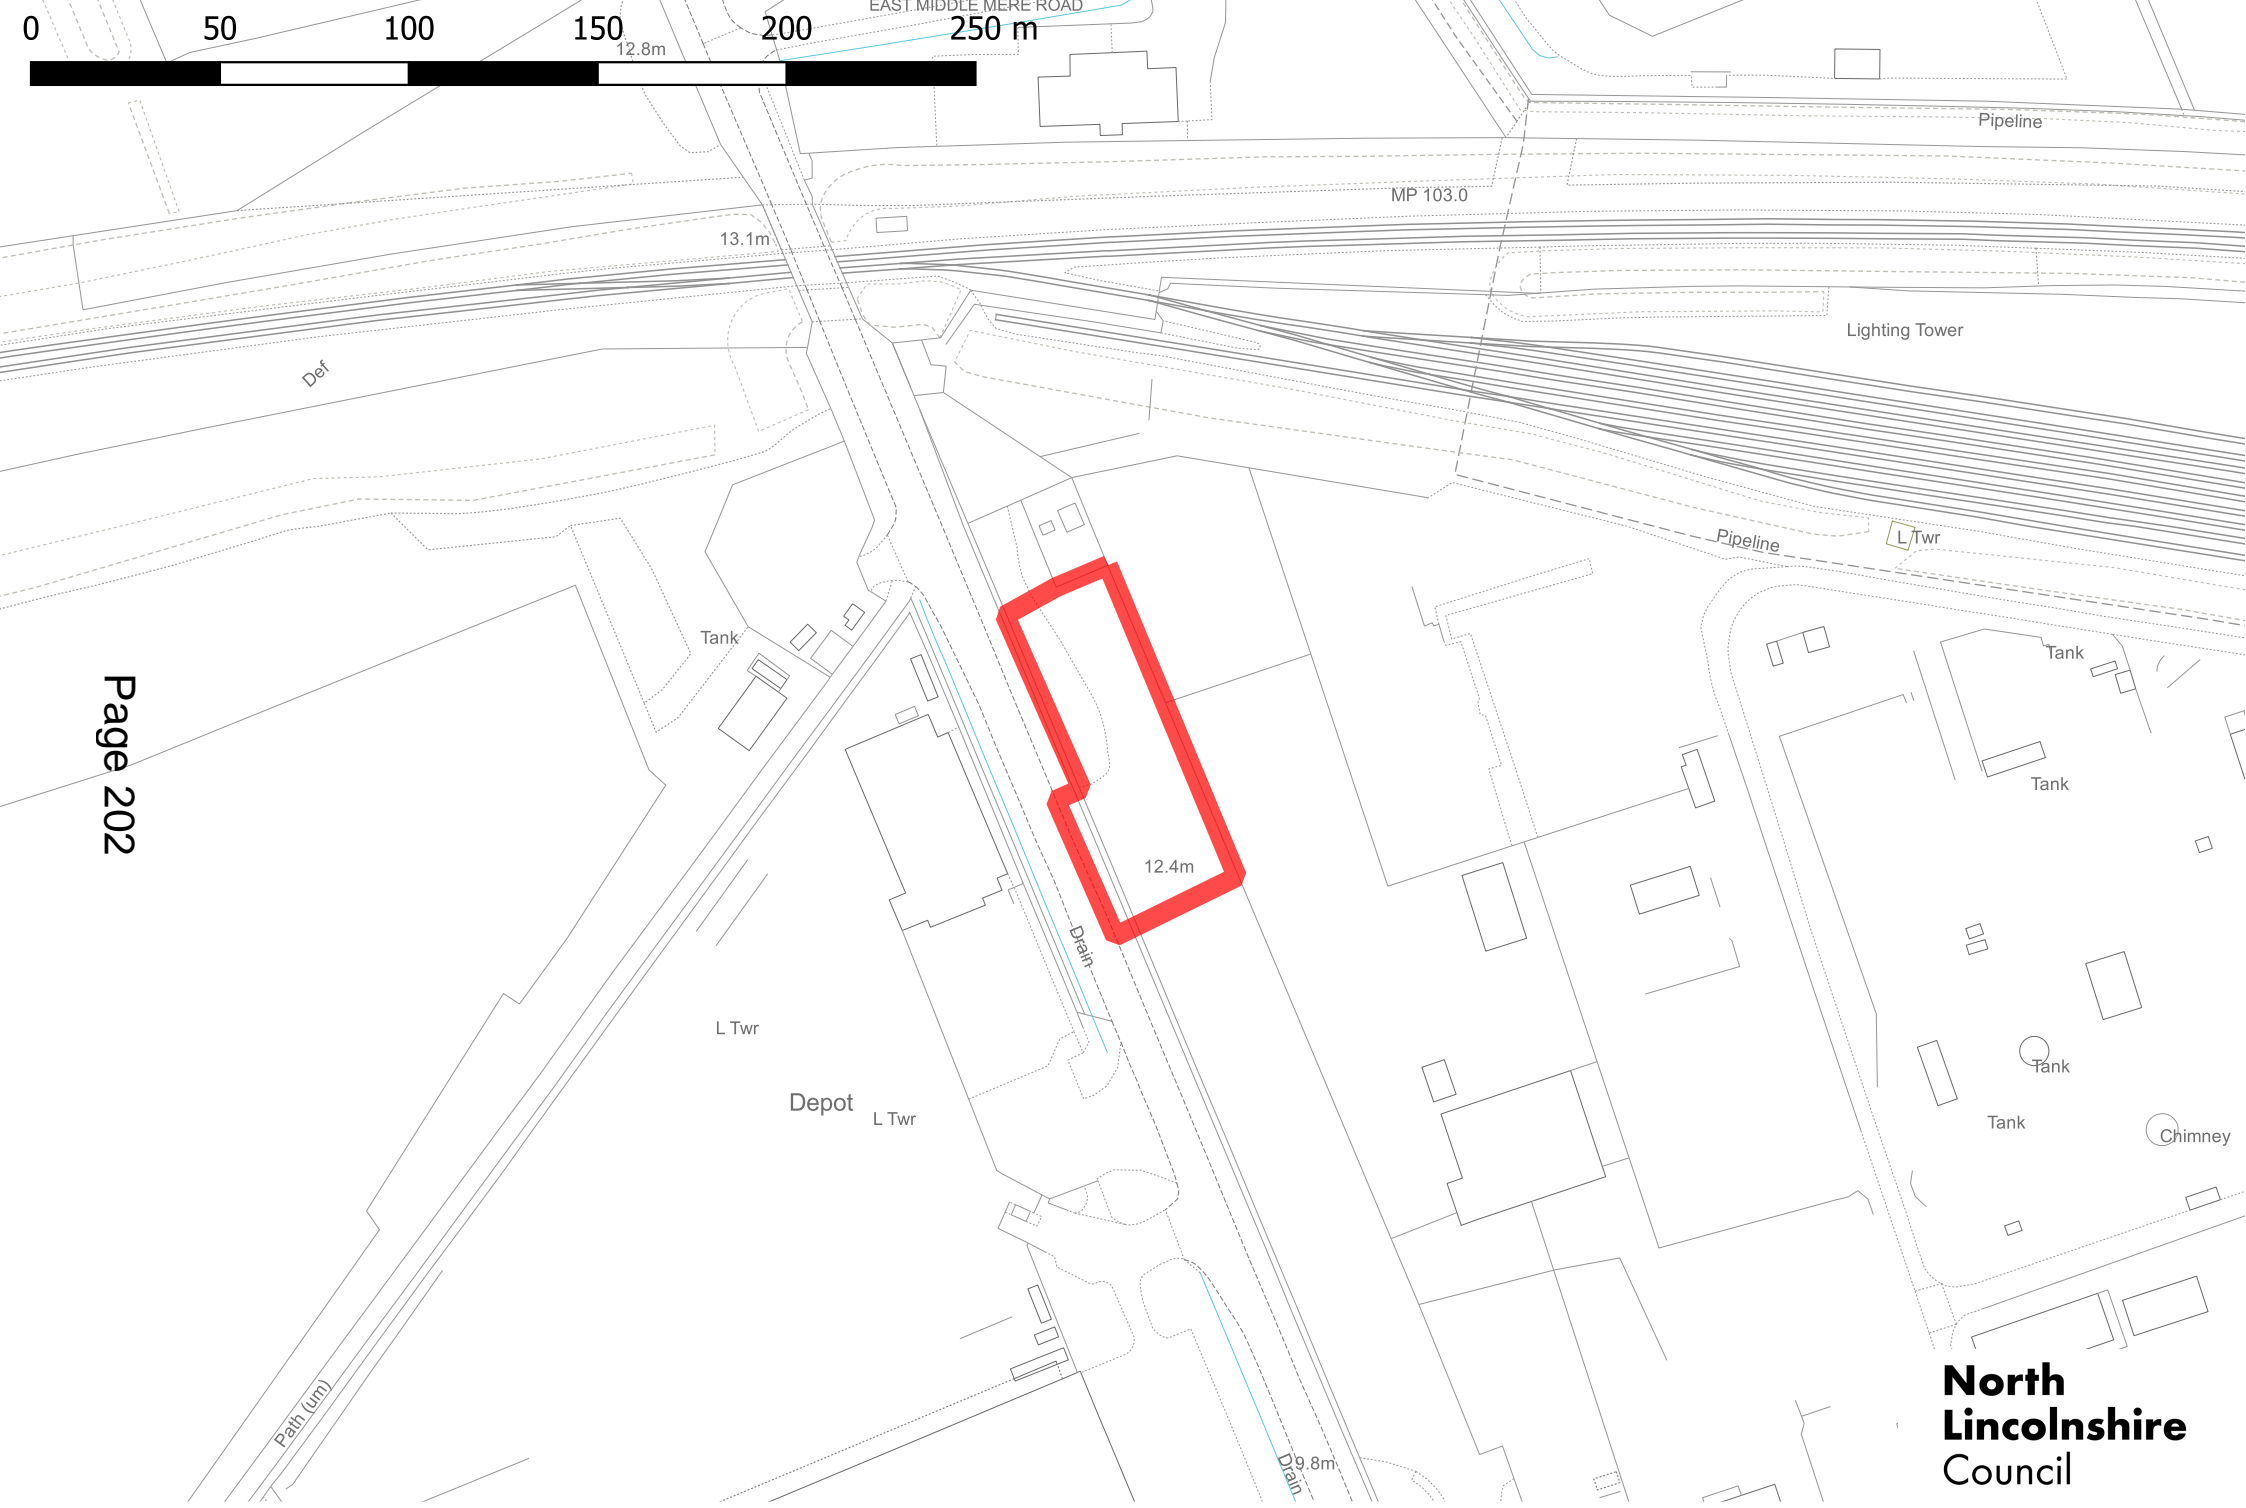 EAST MIDDLE MERE ROAD
0 50 100 150 200 250 m
12.8m
Pipeline
MP 103.0
13.1m
Lighting Tower
Def
L Twr
Pipeline
Tank
Tank
Page 202
Tank
12.4m
Drain
L Twr
Tank
Depot
L Twr
Tank
Chimney
Path (um)
Drain
9.8m
North
Lincolnshire
Council